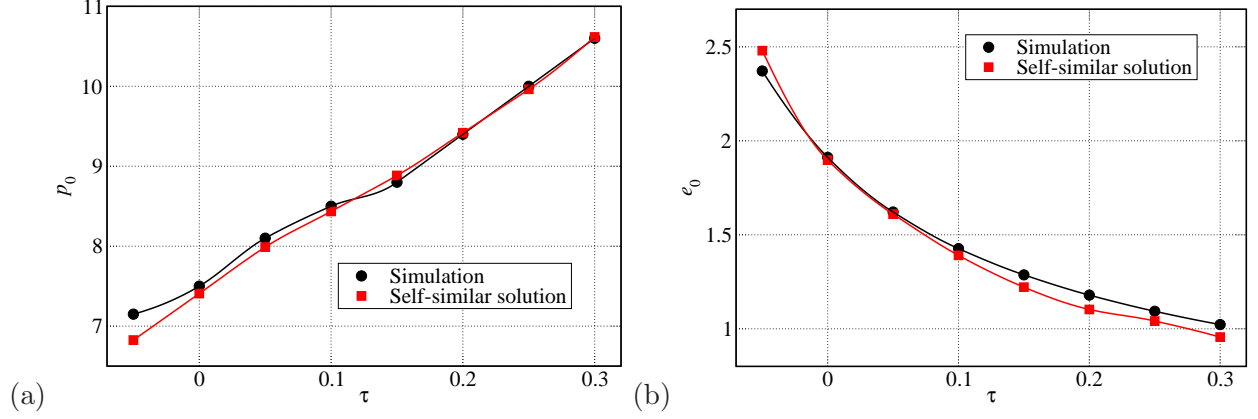 11
10
9
8
7
p0
0
0.1
0.2
0.3
τ
Simulation
Self-similar solution
(a)
2.5
2
1.5
1
e0
0
0.1
0.2
0.3
τ
Simulation
Self-similar solution
(b)